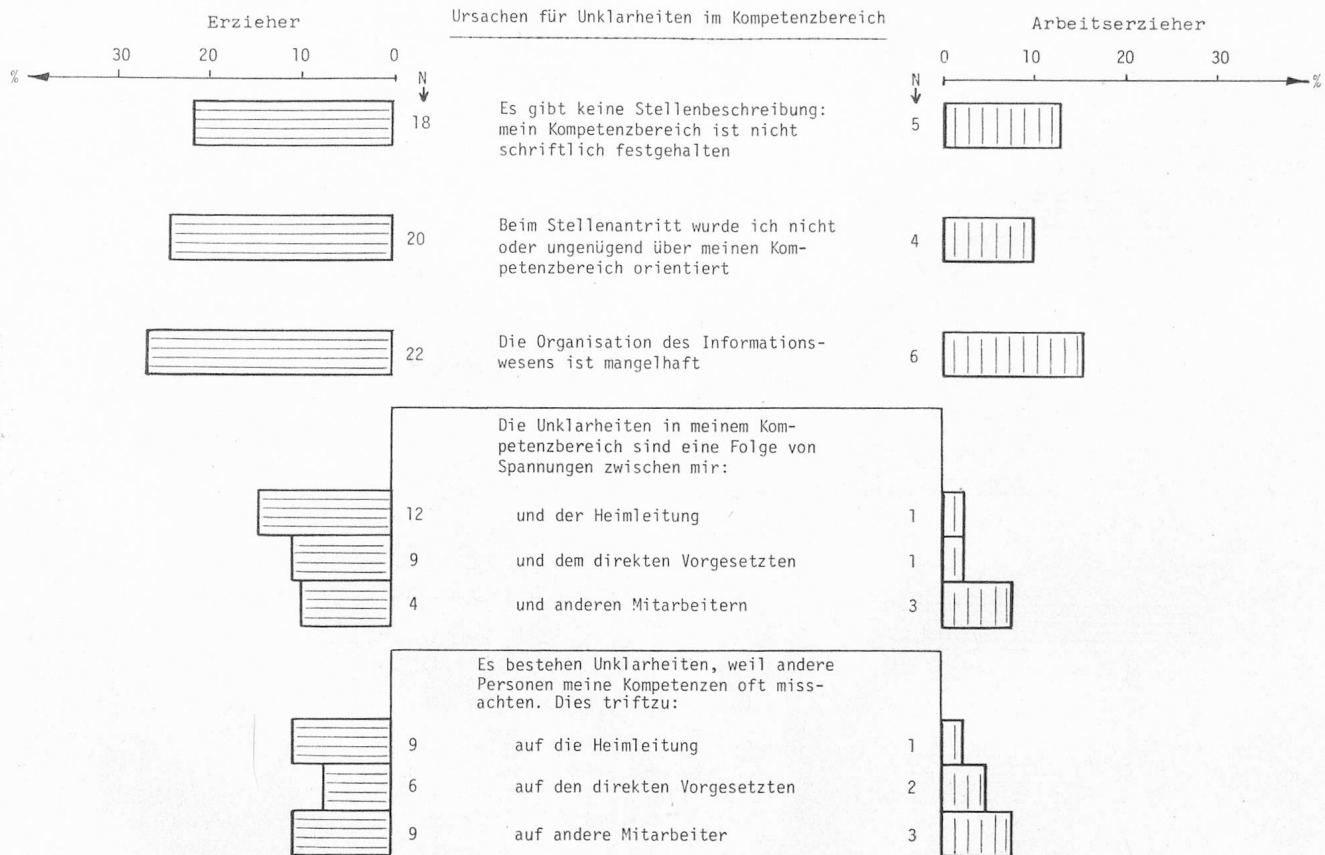 Erzieher
Ursachen für Unklarheiten im Kompetenzbereich
Arbeitserzieher
% 30 20 10 0
N
N
0 10 20 30 %
18
Es gibt keine Stellenbeschreibung:
mein Kompetenzbereich ist nicht
schriftlich festgehalten
5
20
Beim Stellenantritt wurde ich nicht
oder ungenügend über meinen Kom-
petenzbereich orientiert
4
22
Die Organisation des Informations-
wesens ist mangelhaft
6
Die Unklarheiten in meinem Kom-
petenzbereich sind eine Folge von
Spannungen zwischen mir:
12 und der Heimleitung 1
9 und dem direkten Vorgesetzten 1
4 und anderen Mitarbeitern 3
Es bestehen Unklarheiten, weil andere
Personen meine Kompetenzen oft miss-
achten. Dies triftzu:
9 auf die Heimleitung 1
6 auf den direkten Vorgesetzten 2
9 auf andere Mitarbeiter 3